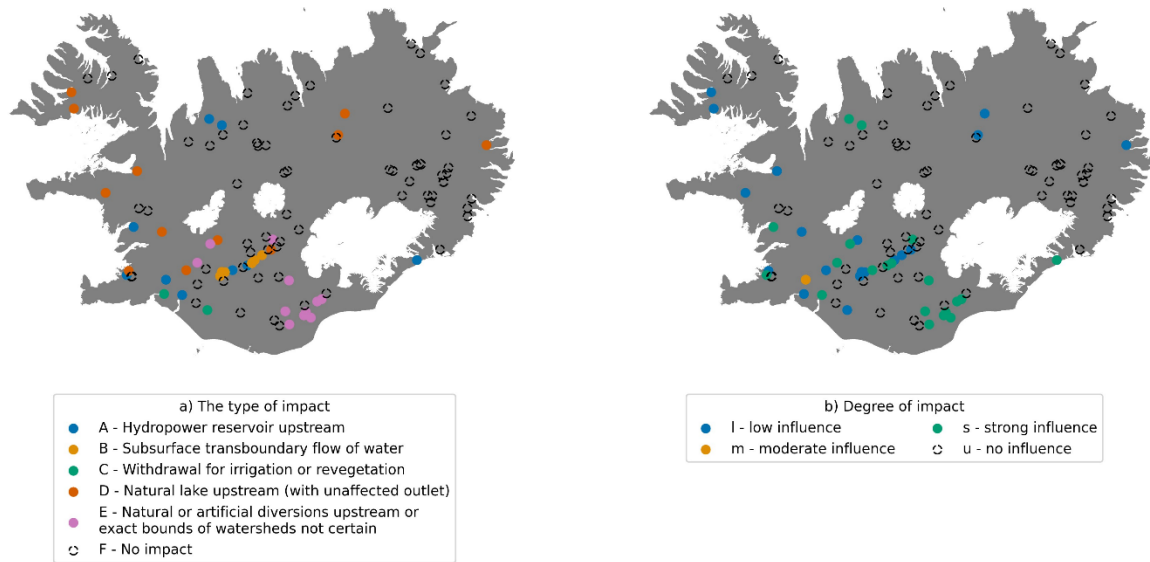 a) The type of impact
A - Hydropower reservoir upstream
B - Subsurface transboundary flow of water
C - Withdrawal for irrigation or revegetation
D - Natural lake upstream (with unaffected outlet)
E - Natural or artificial diversions upstream or
exact bounds of watersheds not certain
F - No impact
b) Degree of impact
l - low influence
m - moderate influence
s - strong influence
u - no influence